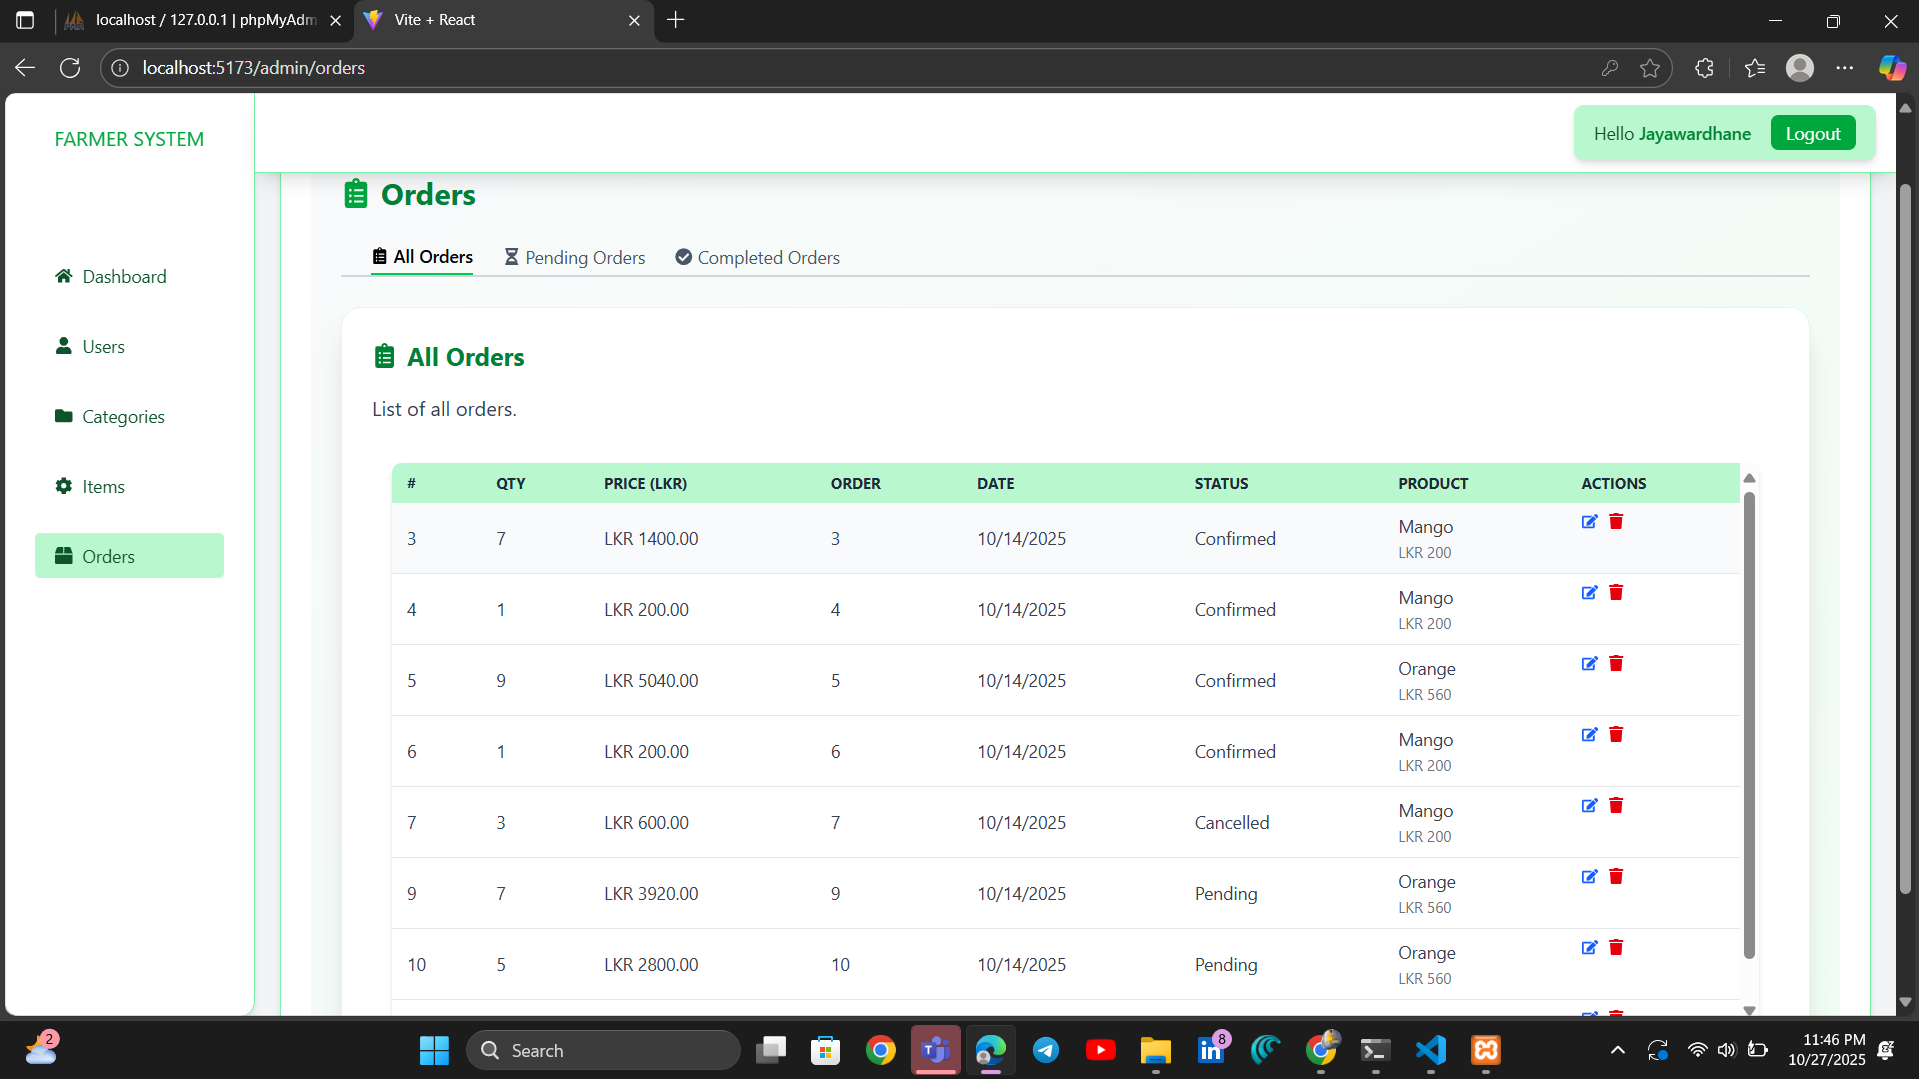 localhost / 127.0.0.1 | phpMyAdm
Vite + React
localhost:5173/admin/orders
FARMER SYSTEM
Hello Jayawardhane
Logout
Orders
All Orders
Pending Orders
Completed Orders
Dashboard
Users
Categories
Items
Orders
All Orders
List of all orders.
# QTY PRICE (LKR) ORDER DATE STATUS PRODUCT ACTIONS
3 7 LKR 1400.00 3 10/14/2025 Confirmed Mango
LKR 200
4 1 LKR 200.00 4 10/14/2025 Confirmed Mango
LKR 200
5 9 LKR 5040.00 5 10/14/2025 Confirmed Orange
LKR 560
6 1 LKR 200.00 6 10/14/2025 Confirmed Mango
LKR 200
7 3 LKR 600.00 7 10/14/2025 Cancelled Mango
LKR 200
9 7 LKR 3920.00 9 10/14/2025 Pending Orange
LKR 560
10 5 LKR 2800.00 10 10/14/2025 Pending Orange
LKR 560
2
Search
8
11:46 PM
10/27/2025